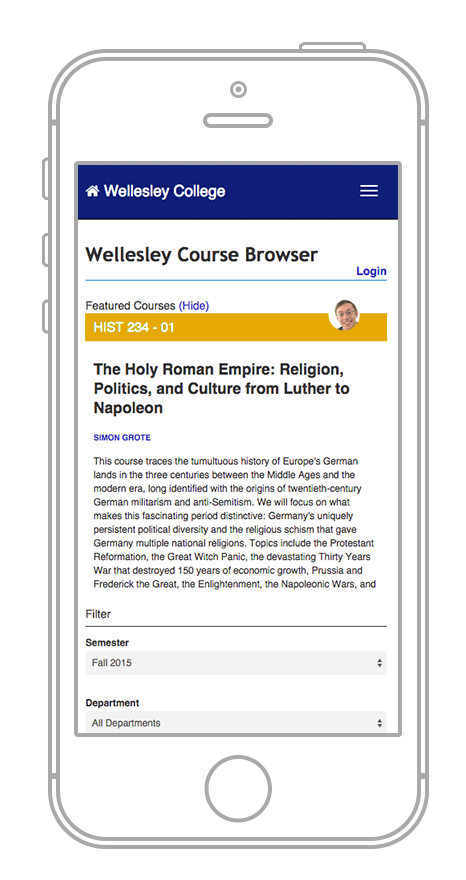 Wellesley College
Wellesley Course Browser
Login
Featured Courses (Hide)
HIST 234 - 01
The Holy Roman Empire: Religion,
Politics, and Culture from Luther to
Napoleon
SIMON GROTE
This course traces the tumultuous history of Europe's German
lands in the three centuries between the Middle Ages and the
modern era, long identified with the origins of twentieth-century
German militarism and anti-Semitism. We will focus on what
makes this fascinating period distinctive: Germany's uniquely
persistent political diversity and the religious schism that gave
Germany multiple national religions. Topics include the Protestant
Reformation, the Great Witch Panic, the devastating Thirty Years
War that destroyed 150 years of economic growth, Prussia and
Frederick the Great, the Enlightenment, the Napoleonic Wars, and
Filter
Semester
Fall 2015
Department
All Departments